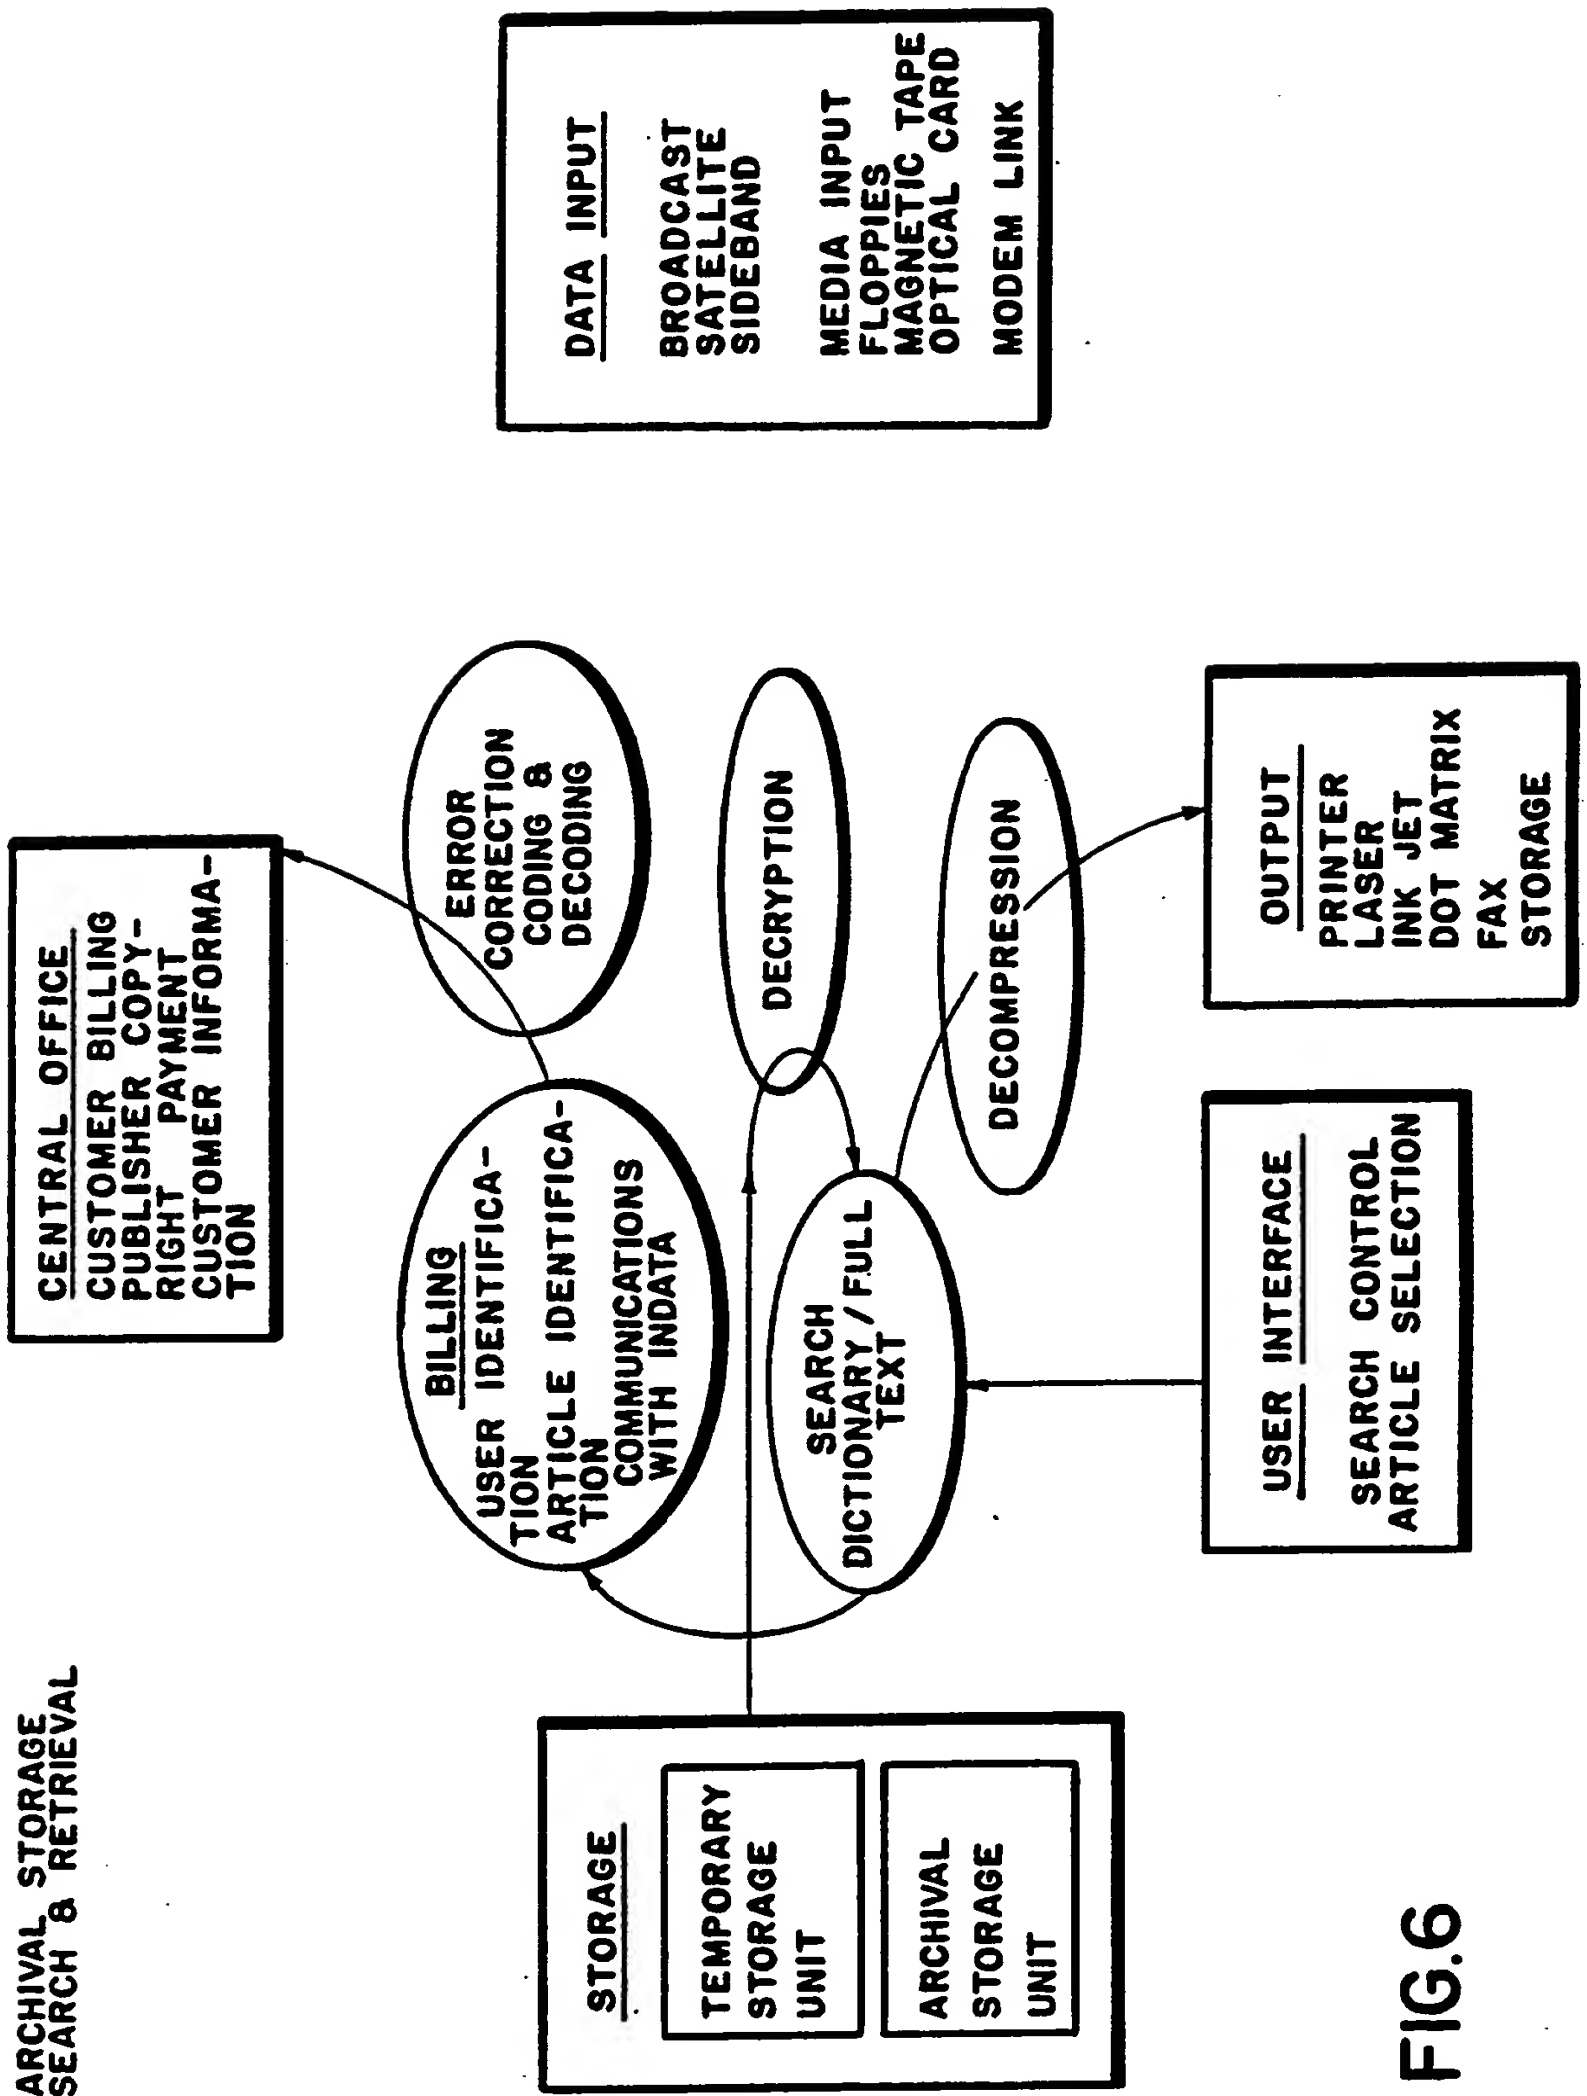 ARCHIVAL STORAGE
SEARCH & RETRIEVAL
CENTRAL OFFICE
CUSTOMER BILLING
PUBLISHER COPY-
RIGHT PAYMENT
CUSTOMER INFORMA-
TION
STORAGE
TEMPORARY
STORAGE
UNIT
ARCHIVAL
STORAGE
UNIT
BILLING
USER IDENTIFICA-
TION
ARTICLE IDENTIFICA-
TION
COMMUNICATIONS
WITH INDATA
ERROR
CORRECTION
CODING &
DECODING
DATA INPUT
BROADCAST
SATELLITE
SIDEBAND
MEDIA INPUT
FLOPPIES
MAGNETIC TAPE
OPTICAL CARD
MODEM LINK
SEARCH
DICTIONARY / FULL
TEXT
DECRYPTION
DECOMPRESSION
USER INTERFACE
SEARCH CONTROL
ARTICLE SELECTION
OUTPUT
PRINTER
LASER
INK JET
DOT MATRIX
FAX
STORAGE
FIG.6